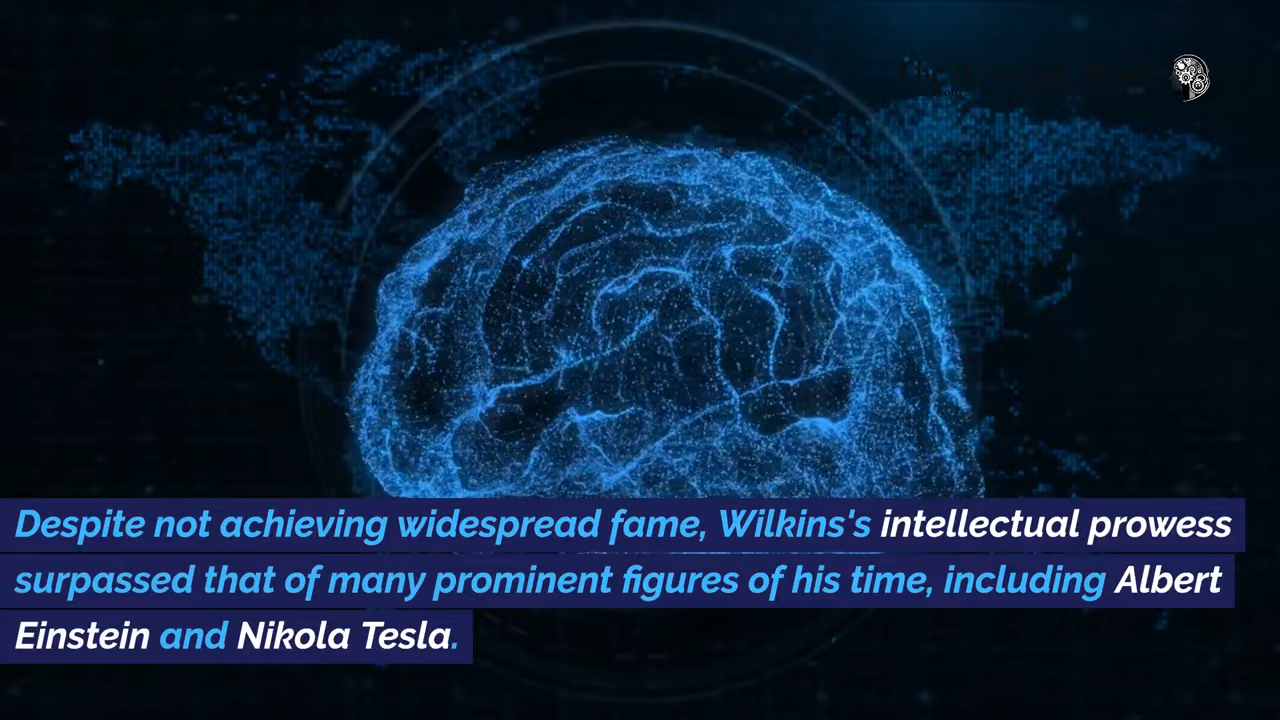 Despite not achieving widespread fame, Wilkins's intellectual prowess
surpassed that of many prominent figures of his time, including Albert
Einstein and Nikola Tesla.